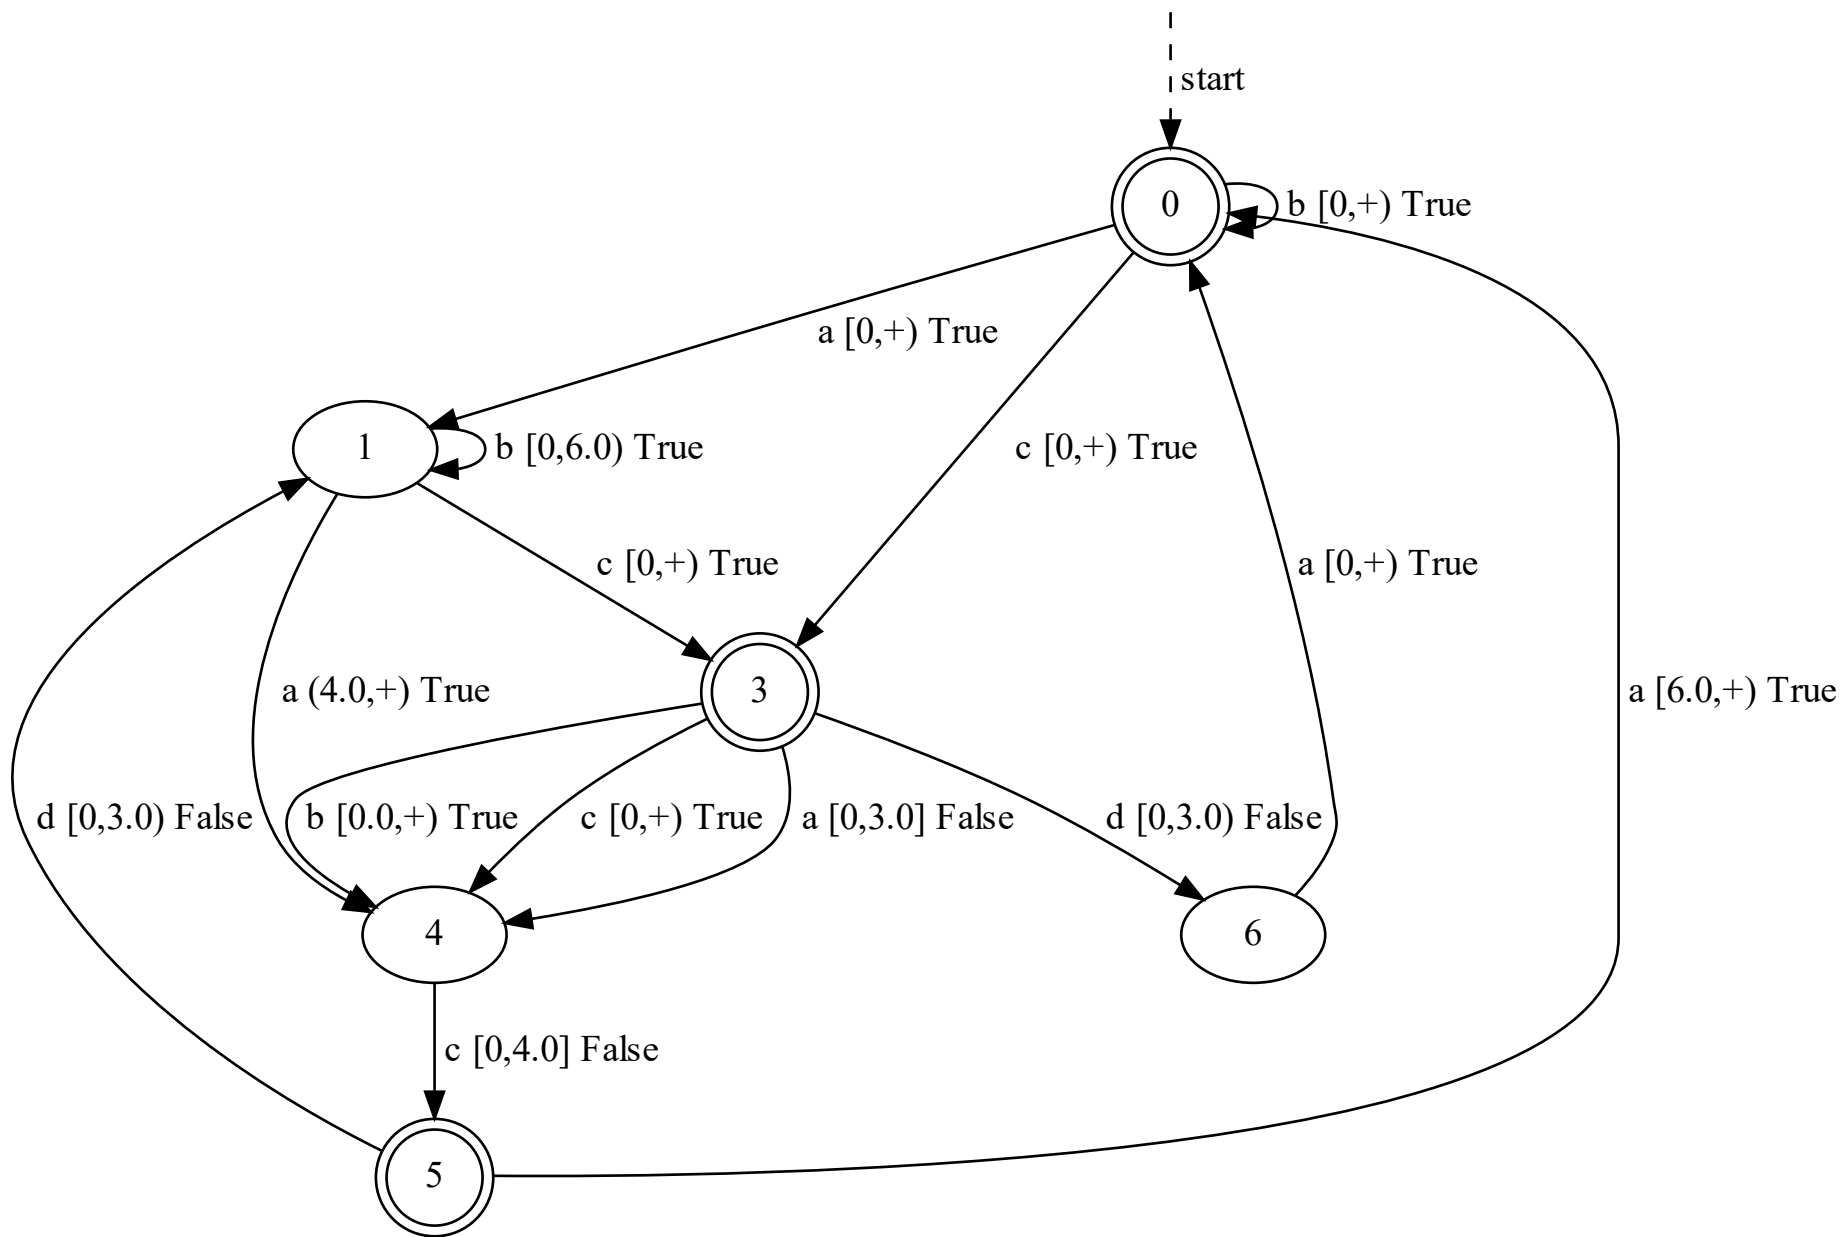 start
0
b [0,+) True
a [0,+) True
1
b [0,6.0) True
c [0,+) True
c [0,+) True
a [0,+) True
a (4.0,+) True
3
a [6.0,+) True
d [0,3.0) False
b [0.0,+) True
c [0,+) True
a [0,3.0] False
d [0,3.0) False
4
6
c [0,4.0] False
5